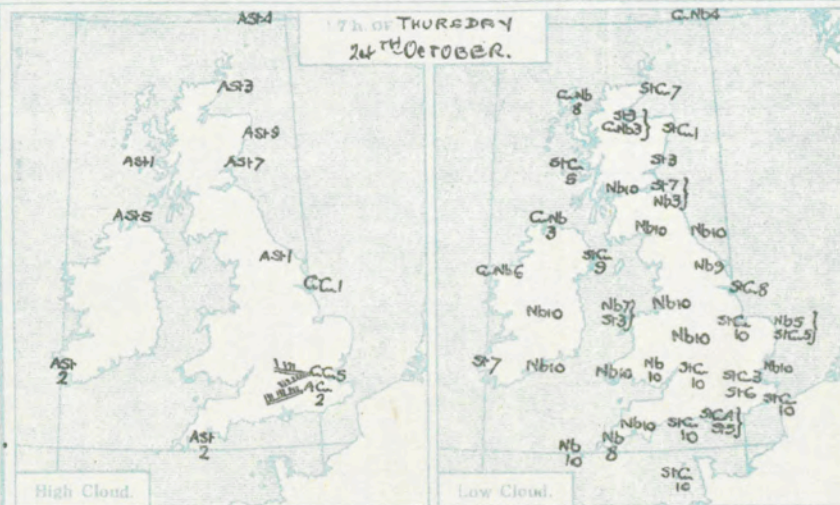 7h. OF THURSDAY
24TH OCTOBER.
ASt4
ASt3
ASt9
ASt1
ASt7
ASt5
ASt1
C.C.1
ASt
2
C.C.5
A.C.
2
ASt
2
High Cloud.
C.Nb4
StC.7
C.Nb
8
St3
C.Nb3
StC.1
StC.
5
St3
Nb10
St7
Nb3
C.Nb
3
Nb10
Nb10
C.Nb6
StC.
9
Nb9
StC.8
Nb10
Nb7
St3
Nb10
StC.
10
Nb5
StC.5
Nb10
St7
Nb10
Nb10
Nb
10
StC.
10
StC.3
St6
Nb10
StC.
10
Nb10
StC.
10
StC.4
St5
Nb
10
Nb
8
StC.
10
Low Cloud.